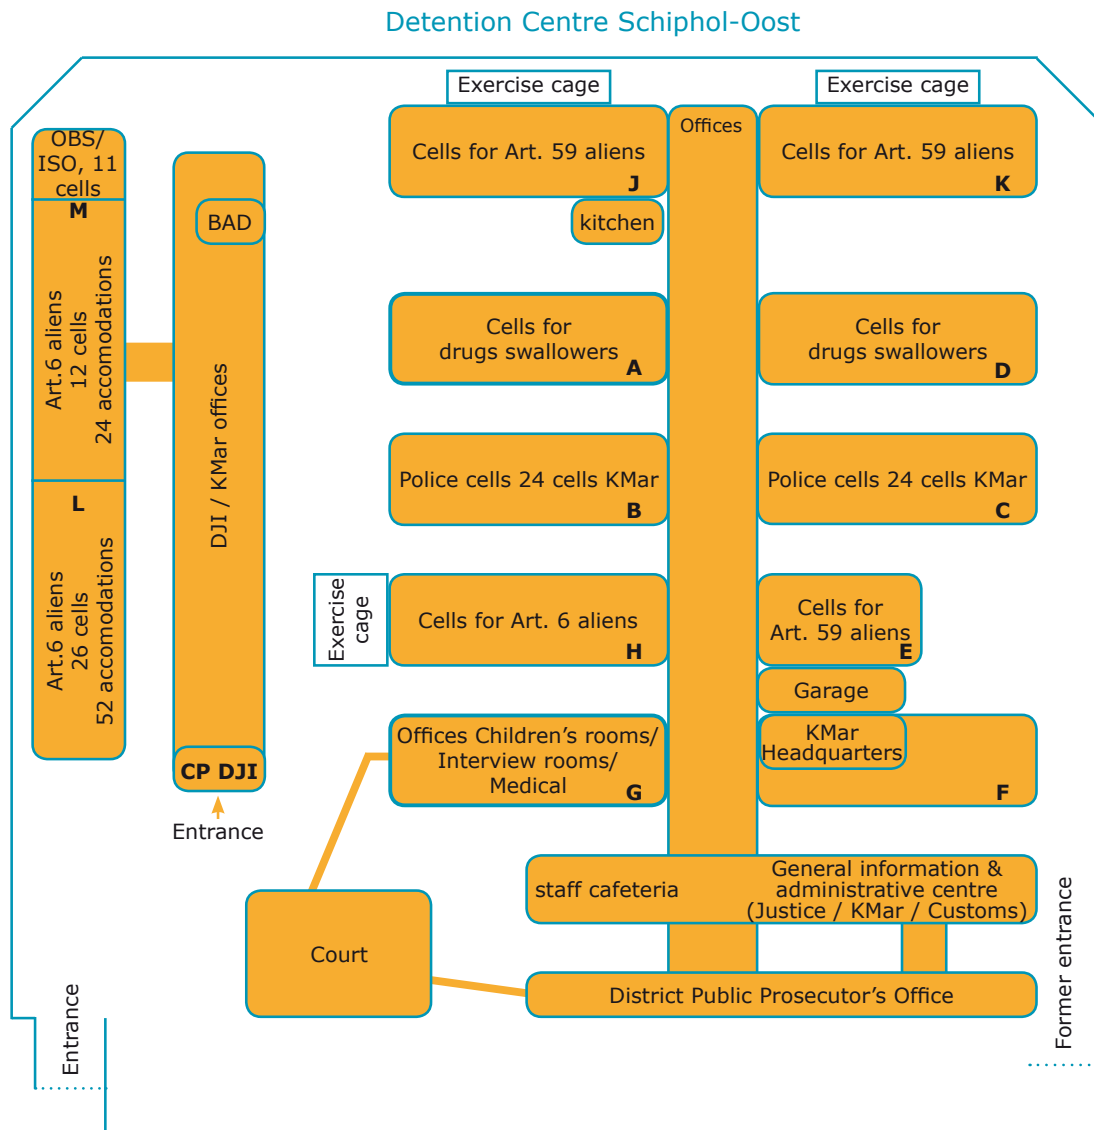 Detention Centre Schiphol-Oost
Exercise cage
Exercise cage
OBS/
ISO, 11
cells
M
Art.6 aliens
12 cells
24 accomodations
L
Art.6 aliens
26 cells
52 accomodations
BAD
DJI / KMar offices
CP DJI
Entrance
Offices
Cells for Art. 59 aliens
J
Cells for Art. 59 aliens
K
kitchen
Cells for
drugs swallowers
A
Cells for
drugs swallowers
D
Police cells 24 cells KMar
B
Police cells 24 cells KMar
C
Exercise
cage
Cells for Art. 6 aliens
H
Cells for
Art. 59 aliens
E
Garage
Offices Children's rooms/
Interview rooms/
Medical
G
KMar
Headquarters
F
staff cafeteria
General information &
administrative centre
(Justice / KMar / Customs)
Court
District Public Prosecutor's Office
Entrance
Former entrance